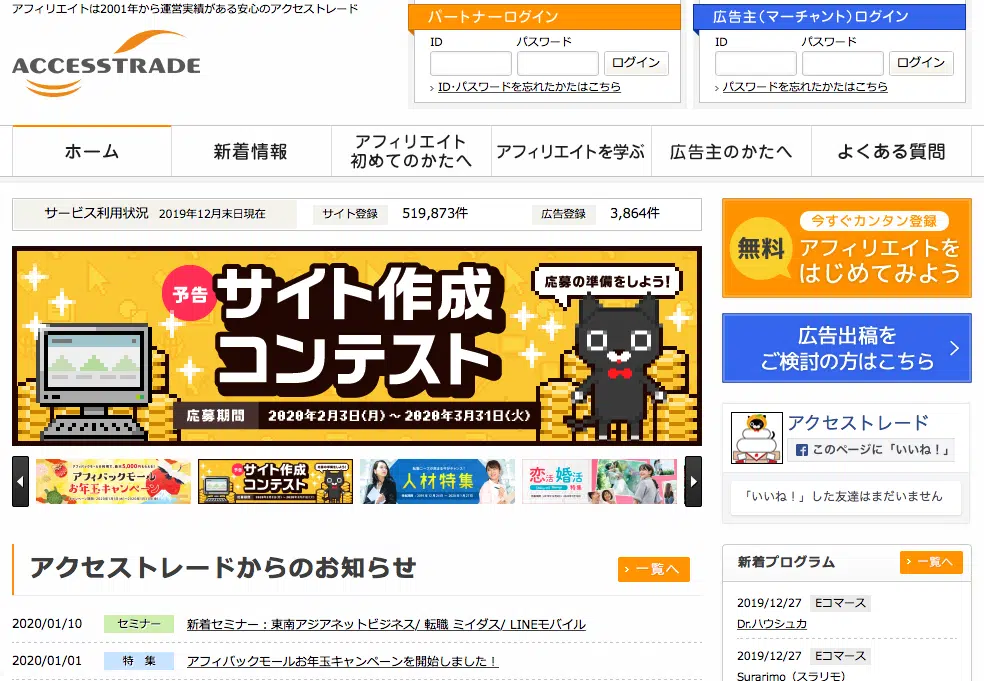 アフィリエイトは2001年から運営実績がある安心のアクセストレード
ACCESSTRADE
パートナーログイン
ID パスワード
ログイン
› ID・パスワードを忘れたかたはこちら
広告主(マーチャント)ログイン
ID パスワード
ログイン
› パスワードを忘れたかたはこちら
ホーム
新着情報
アフィリエイト
初めてのかたへ
アフィリエイトを学ぶ
広告主のかたへ
よくある質問
サービス利用状況 2019年12月末日現在 サイト登録 519,873件 広告登録 3,864件
予告
サイト作成
コンテスト
応募の準備をしよう!
応募期間 2020年2月3日(月)〜2020年3月31日(火)
アフィバックモール
お年玉キャンペーン
予告
サイト作成
コンテスト
人材特集
恋活婚活
特集
無料
今すぐカンタン登録
アフィリエイトを
はじめてみよう
広告出稿を
ご検討の方はこちら
アクセストレード
このページに「いいね!」
「いいね!」した友達はまだいません
アクセストレードからのお知らせ
› 一覧へ
2020/01/10 セミナー 新着セミナー:東南アジアネットビジネス/ 転職 ミイダス/ LINEモバイル
2020/01/01 特 集 アフィバックモールお年玉キャンペーンを開始しました!
新着プログラム
› 一覧へ
2019/12/27 Eコマース
Dr.ハウシュカ
2019/12/27 Eコマース
Surarimo(スラリモ)